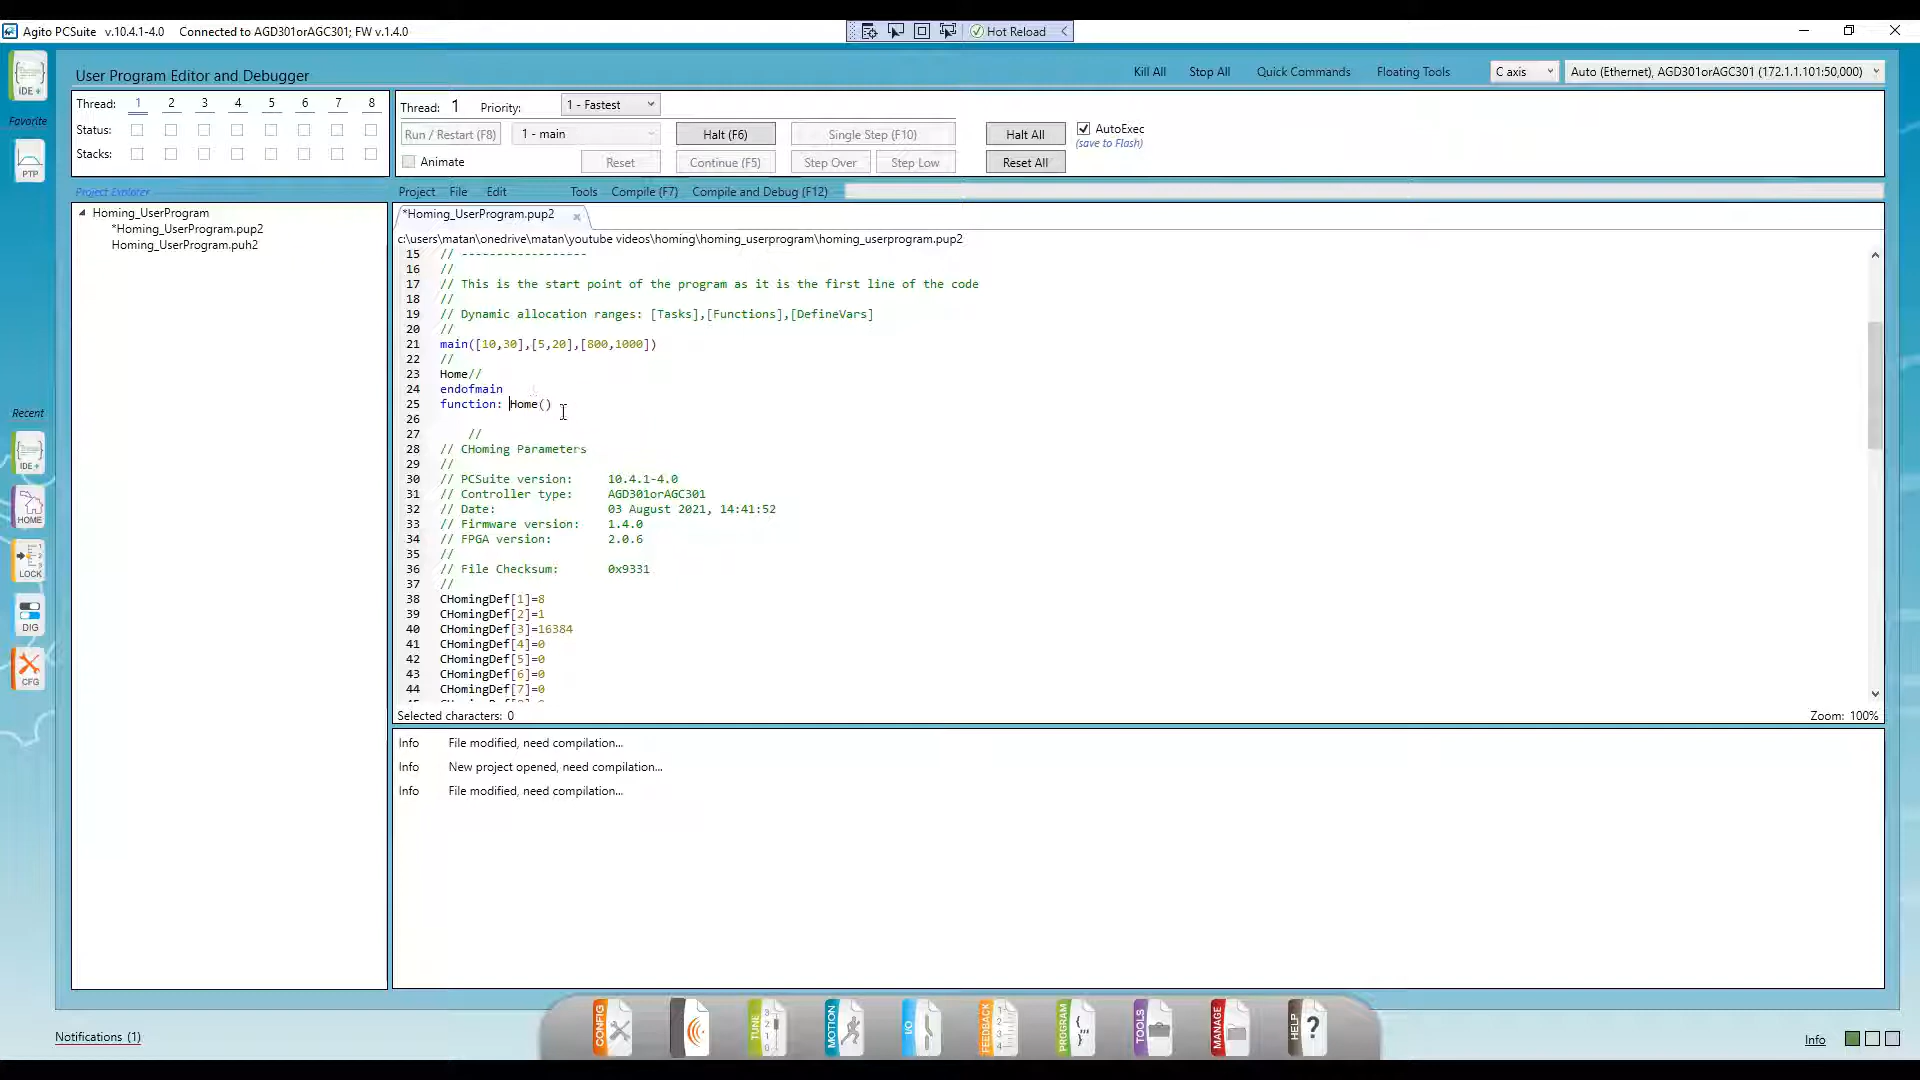 Agito PCSuite v.10.4.1-4.0 Connected to AGD301orAGC301; FW v.1.4.0
Hot Reload
User Program Editor and Debugger
Kill All Stop All Quick Commands Floating Tools C axis Auto (Ethernet), AGD301orAGC301 (172.1.1.101:50,000)
IDE+
Favorite
PTP
Recent
IDE+
HOME
LOCK
DIG
CFG
Thread: 1 2 3 4 5 6 7 8
Status:
Stacks:
Thread: 1 Priority: 1 - Fastest
Run / Restart (F8) 1 - main Halt (F6) Single Step (F10) Halt All AutoExec
(save to Flash)
Animate Reset Continue (F5) Step Over Step Low Reset All
Project Explorer
Project File Edit Tools Compile (F7) Compile and Debug (F12)
Homing_UserProgram
*Homing_UserProgram.pup2
Homing_UserProgram.puh2
*Homing_UserProgram.pup2
c:\users\matan\onedrive\matan\youtube videos\homing\homing_userprogram\homing_userprogram.pup2
15 // ------------------
16 //
17 // This is the start point of the program as it is the first line of the code
18 //
19 // Dynamic allocation ranges: [Tasks],[Functions],[DefineVars]
20 //
21 main([10,30],[5,20],[800,1000])
22 //
23 Home//
24 endofmain
25 function: Home()
26
27 //
28 // CHoming Parameters
29 //
30 // PCSuite version: 10.4.1-4.0
31 // Controller type: AGD301orAGC301
32 // Date: 03 August 2021, 14:41:52
33 // Firmware version: 1.4.0
34 // FPGA version: 2.0.6
35 //
36 // File Checksum: 0x9331
37 //
38 CHomingDef[1]=8
39 CHomingDef[2]=1
40 CHomingDef[3]=16384
41 CHomingDef[4]=0
42 CHomingDef[5]=0
43 CHomingDef[6]=0
44 CHomingDef[7]=0
Selected characters: 0 Zoom: 100%
Info File modified, need compilation...
Info New project opened, need compilation...
Info File modified, need compilation...
CONFIG TUNE MOTION I/O FEEDBACK PROGRAM TOOLS MANAGE HELP
Notifications (1) Info